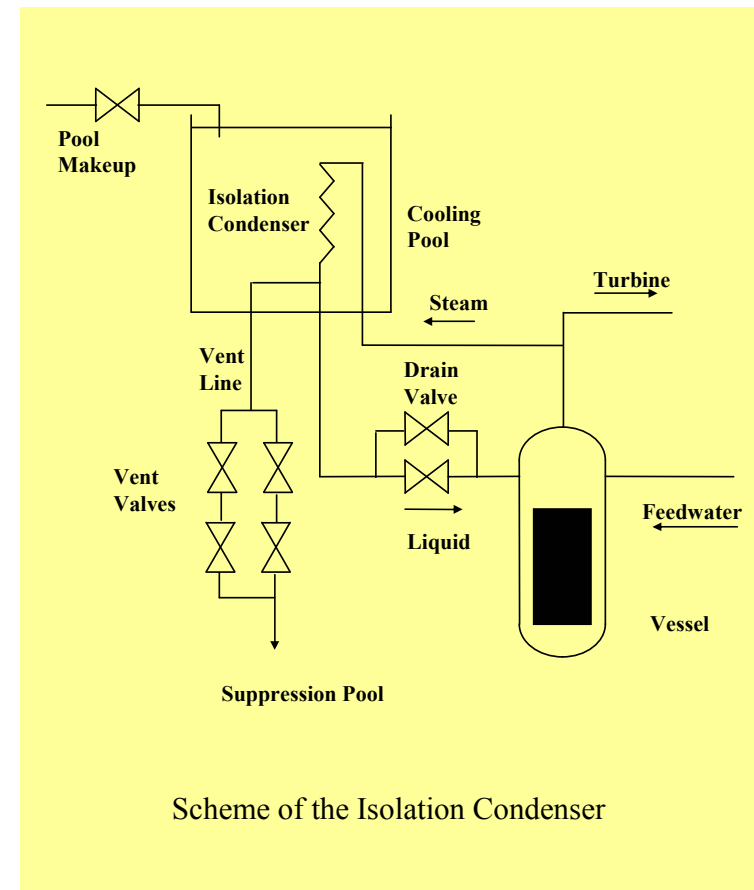 Pool
Makeup
Isolation
Condenser
Cooling
Pool
Turbine
Steam
Vent
Line
Drain
Valve
Vent
Valves
Feedwater
Liquid
Vessel
Suppression Pool
Scheme of the Isolation Condenser